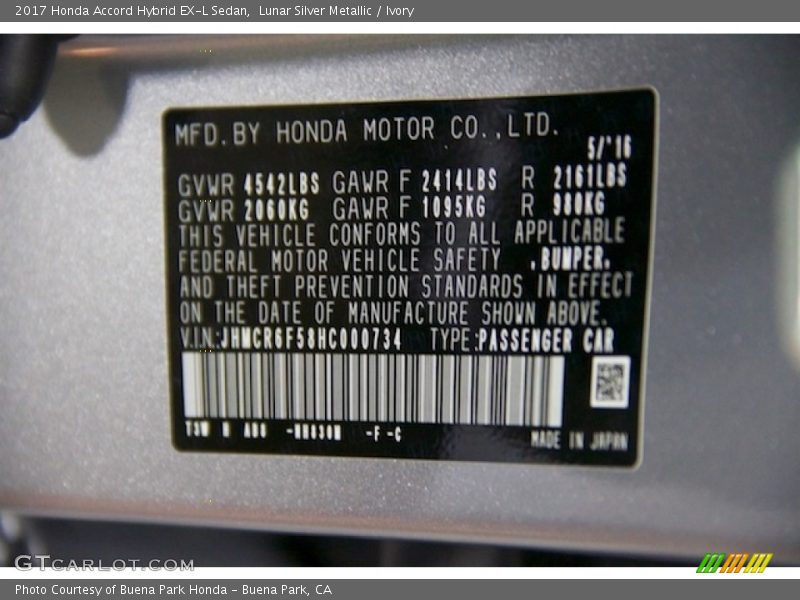 2017 Honda Accord Hybrid EX-L Sedan,  Lunar Silver Metallic / Ivory
MFD. BY HONDA MOTOR CO., LTD.
5/'16
GVWR 4542LBS GAWR F 2414LBS R 2161LBS
GVWR 2060KG GAWR F 1095KG R 980KG
THIS VEHICLE CONFORMS TO ALL APPLICABLE
FEDERAL MOTOR VEHICLE SAFETY ,BUMPER,
AND THEFT PREVENTION STANDARDS IN EFFECT
ON THE DATE OF MANUFACTURE SHOWN ABOVE.
V.I.N.:JHMCR6F58HC000734 TYPE:PASSENGER CAR
-F -C
MADE IN JAPAN
GTcarlot.com
Photo Courtesy of Buena Park Honda - Buena Park, CA